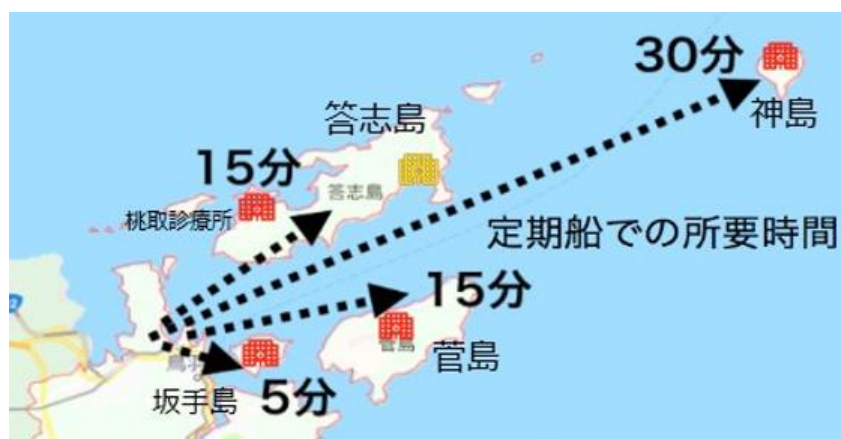 30分
神島
答志島
15分
答志島
桃取診療所
定期船での所要時間
15分
菅島
菅島
坂手島
5分